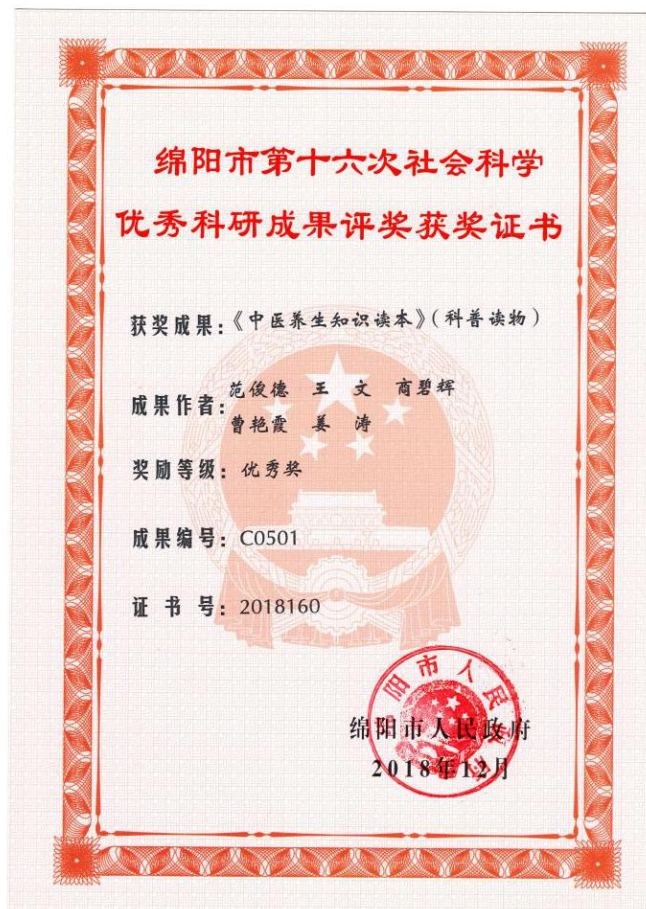 绵阳市第十六次社会科学
优秀科研成果评奖获奖证书
获奖成果：《中医养生知识读本》（科普读物）
成果作者：范俊德 王 文 商碧辉
曹艳霞 姜 涛
奖励等级：优秀奖
成果编号：C0501
证 书 号：2018160
绵阳市人民政府
2018年12月
绵阳市人民政府